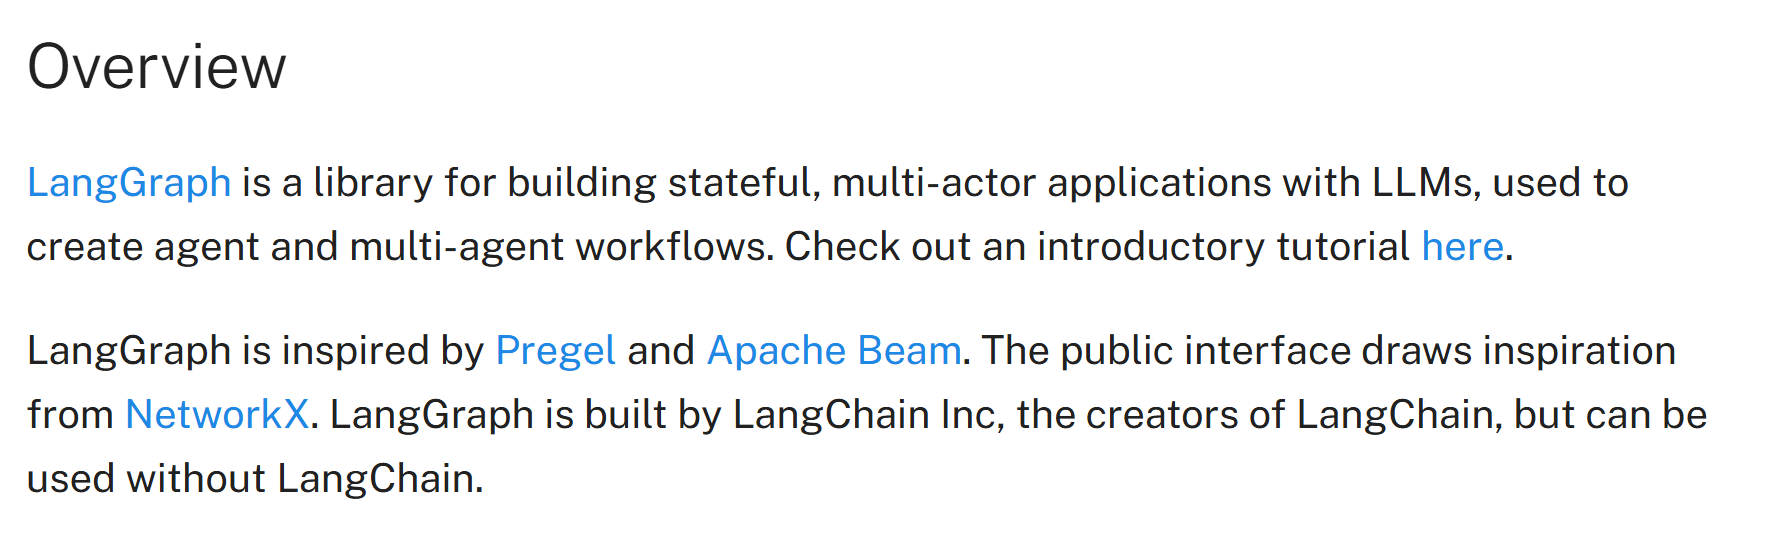 Overview
LangGraph is a library for building stateful, multi-actor applications with LLMs, used to
create agent and multi-agent workflows. Check out an introductory tutorial here.
LangGraph is inspired by Pregel and Apache Beam. The public interface draws inspiration
from NetworkX. LangGraph is built by LangChain Inc, the creators of LangChain, but can be
used without LangChain.